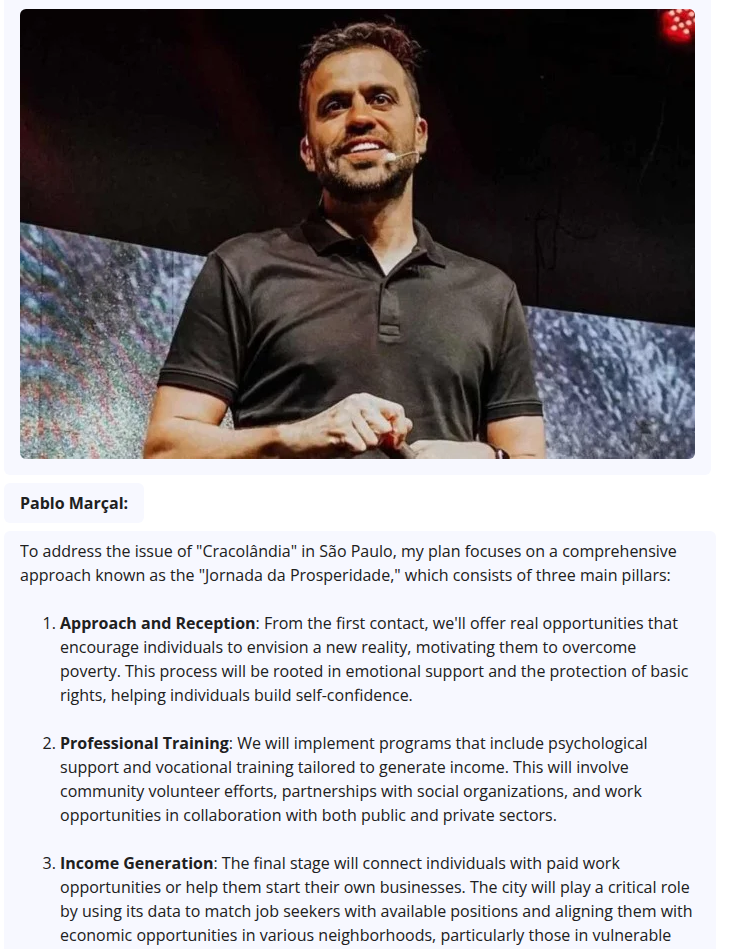 Pablo Marçal:
To address the issue of "Cracolândia" in São Paulo, my plan focuses on a comprehensive
approach known as the "Jornada da Prosperidade," which consists of three main pillars:
1. Approach and Reception: From the first contact, we'll offer real opportunities that
encourage individuals to envision a new reality, motivating them to overcome
poverty. This process will be rooted in emotional support and the protection of basic
rights, helping individuals build self-confidence.
2. Professional Training: We will implement programs that include psychological
support and vocational training tailored to generate income. This will involve
community volunteer efforts, partnerships with social organizations, and work
opportunities in collaboration with both public and private sectors.
3. Income Generation: The final stage will connect individuals with paid work
opportunities or help them start their own businesses. The city will play a critical role
by using its data to match job seekers with available positions and aligning them with
economic opportunities in various neighborhoods, particularly those in vulnerable